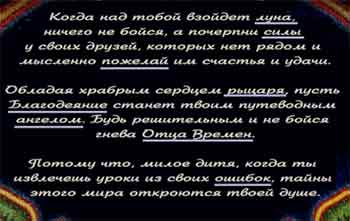 Когда над тобой взойдет луна,
ничего не бойся, а почерпни силы
у своих друзей, которых нет рядом и
мысленно пожелай им счастья и удачи.
Обладая храбрым сердцем рыцаря, пусть
Благодеяние станет твоим путеводным
ангелом. Будь решительным и не бойся
гнева Отца Времен.
Потому что, милое дитя, когда ты
извлечешь уроки из своих ошибок, тайны
этого мира откроются твоей душе.